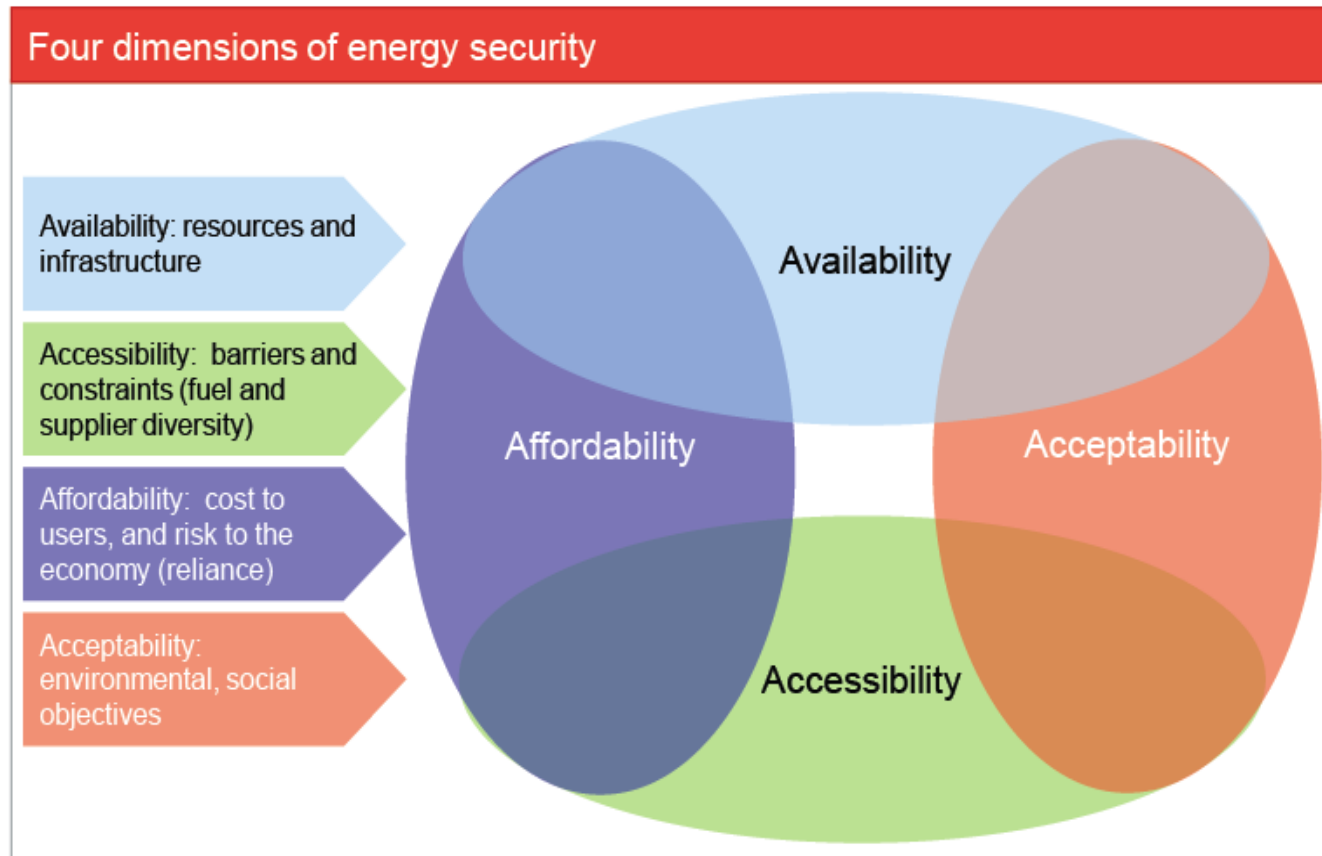 Four dimensions of energy security
Availability: resources and
infrastructure
Accessibility:  barriers and
constraints (fuel and
supplier diversity)
Affordability:  cost to
users, and risk to the
economy (reliance)
Acceptability:
environmental, social
objectives
Availability
Affordability
Acceptability
Accessibility